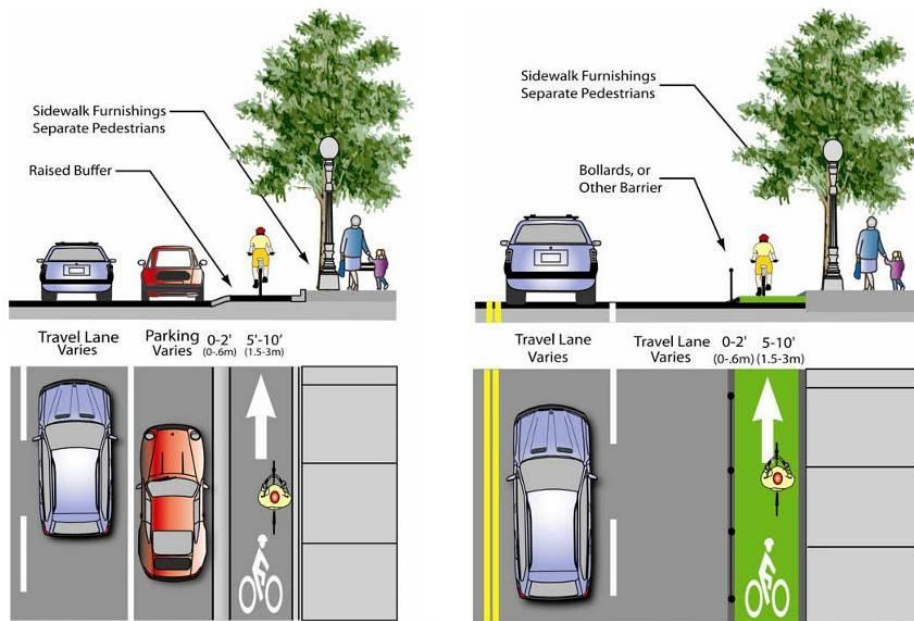 Sidewalk Furnishings
Separate Pedestrians
Raised Buffer
Travel Lane
Varies
Parking
Varies
0-2'
(0-.6m)
5'-10'
(1.5-3m)
Sidewalk Furnishings
Separate Pedestrians
Bollards, or
Other Barrier
Travel Lane
Varies
Travel Lane
Varies
0-2'
(0-.6m)
5-10'
(1.5-3m)